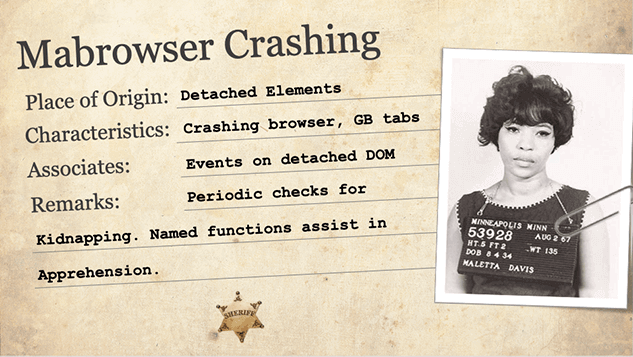 Mabrowser Crashing
Place of Origin: Detached Elements
Characteristics: Crashing browser, GB tabs
Associates: Events on detached DOM
Remarks: Periodic checks for
Kidnapping. Named functions assist in
Apprehension.
SHERIFF
MINNEAPOLIS MINN
53928 AUG 2 67
HT. 5 FT 2 WT 135
DOB 8 4 34
MALETTA DAVIS